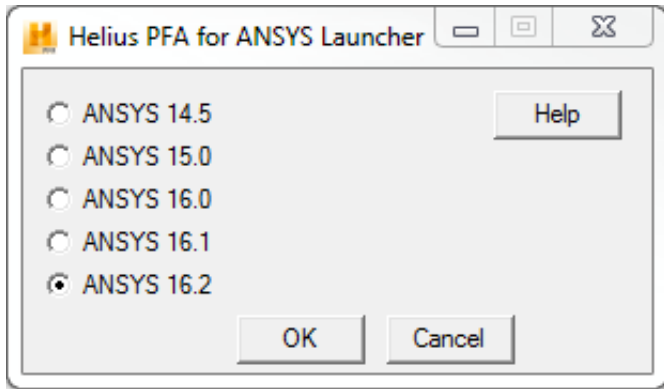 Helius PFA for ANSYS Launcher
ANSYS 14.5
Help
ANSYS 15.0
ANSYS 16.0
ANSYS 16.1
ANSYS 16.2
OK Cancel